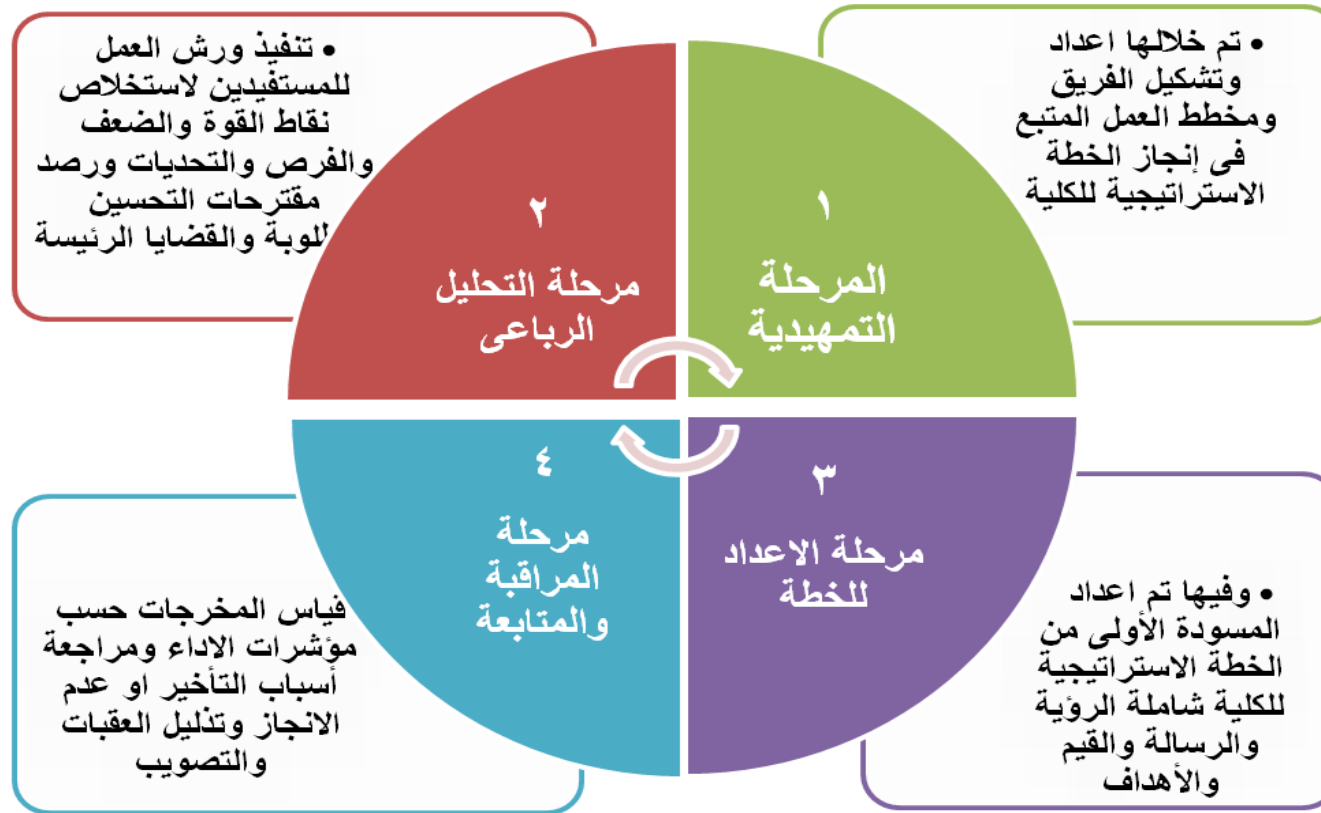 • تم خلالها اعداد
وتشكيل الفريق
ومخطط العمل المتبع
فى إنجاز الخطة
الاستراتيجية للكلية
١
المرحلة
التمهيدية
• تنفيذ ورش العمل
للمستفيدين لاستخلاص
نقاط القوة والضعف
والفرص والتحديات ورصد
مقترحات التحسين
والقضايا الرئيسة
٢
مرحلة التحليل
الرباعى
• وفيها تم اعداد
المسودة الأولى من
الخطة الاستراتيجية
للكلية شاملة الرؤية
والرسالة والقيم
والأهداف
٣
مرحلة الاعداد
للخطة
قياس المخرجات حسب
مؤشرات الاداء ومراجعة
أسباب التأخير او عدم
الانجاز وتذليل العقبات
والتصويب
٤
مرحلة
المراقبة
والمتابعة